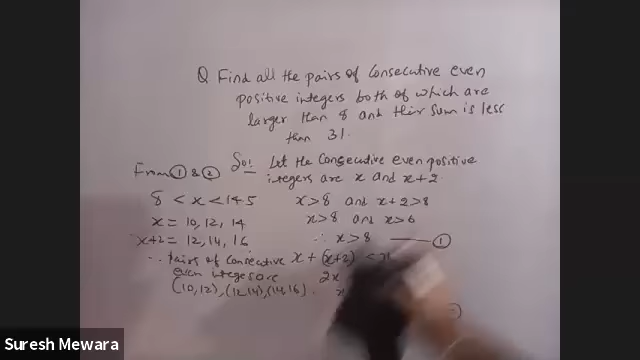 Q Find all the pairs of consecutive even
positive integers both of which are
larger than 8 and their sum is less
than 31.
Sol Let the consecutive even positive
integers are x and x+2.
x>8 and x+2>8
x>8 and x>6
∴ x>8 ——— ①
x + (x+2) <
2x
From ① & ②
8 < x < 14.5
x = 10, 12, 14
x+2 = 12, 14, 16
∴ Pairs of consecutive
even integers are
(10,12), (12,14), (14,16).
Suresh Mewara